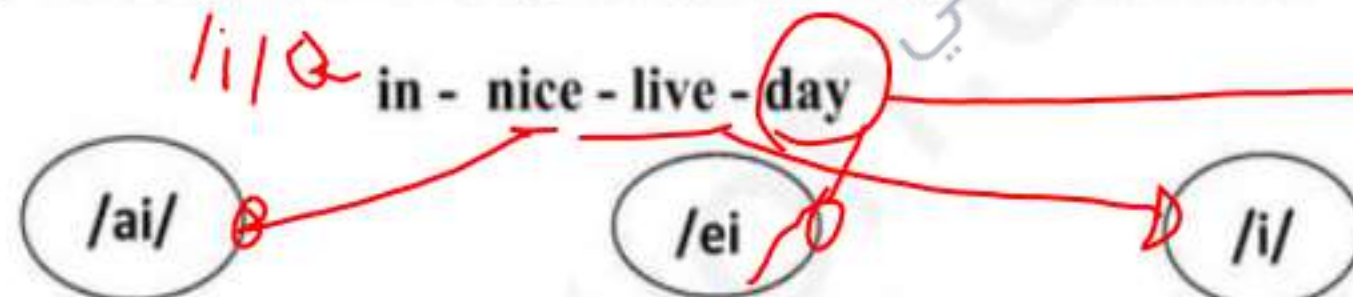 /i/ in - nice - live - day
/ai/ /ei /i/